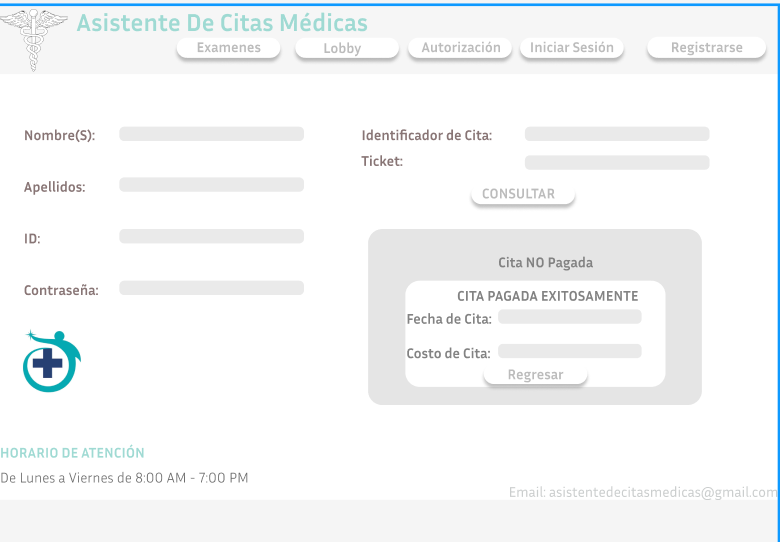 Asistente De Citas Médicas
Examenes
Lobby
Autorización
Iniciar Sesión
Registrarse
Nombre(S):
Apellidos:
ID:
Contraseña:
Identificador de Cita:
Ticket:
CONSULTAR
Cita NO Pagada
CITA PAGADA EXITOSAMENTE
Fecha de Cita:
Costo de Cita:
Regresar
HORARIO DE ATENCIÓN
De Lunes a Viernes de 8:00 AM - 7:00 PM
Email: asistentedecitasmedicas@gmail.com